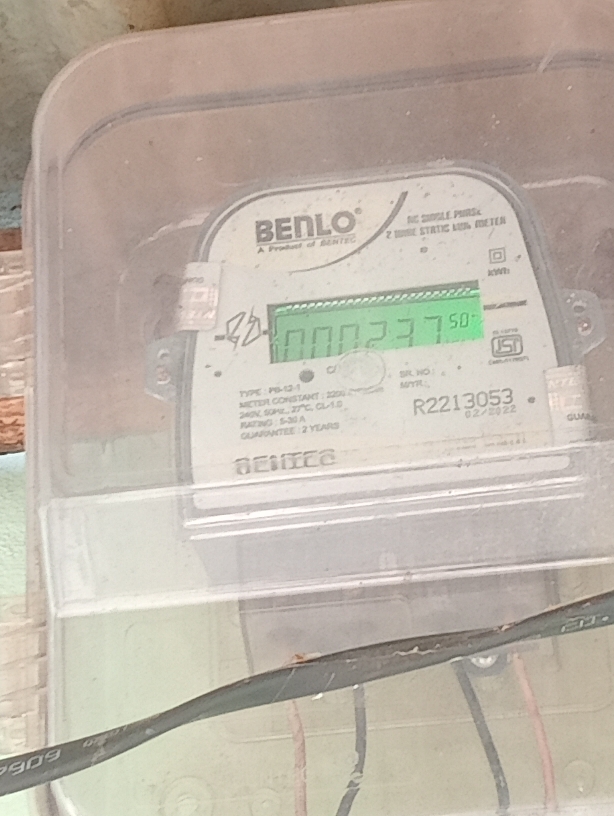 BENLO®
A Product of BENTEC
AC SINGLE PHASE
2 WIRE STATIC kWh METER
kWh
000237 50
TYPE : PB-12-1
METER CONSTANT : 3200
240V, 50Hz, 27°C, CL-1.0
RATING : 5-30 A
GUARANTEE : 2 YEARS
SR. NO :
M/YR.
R2213053
02/2022
ISI
BENTEC